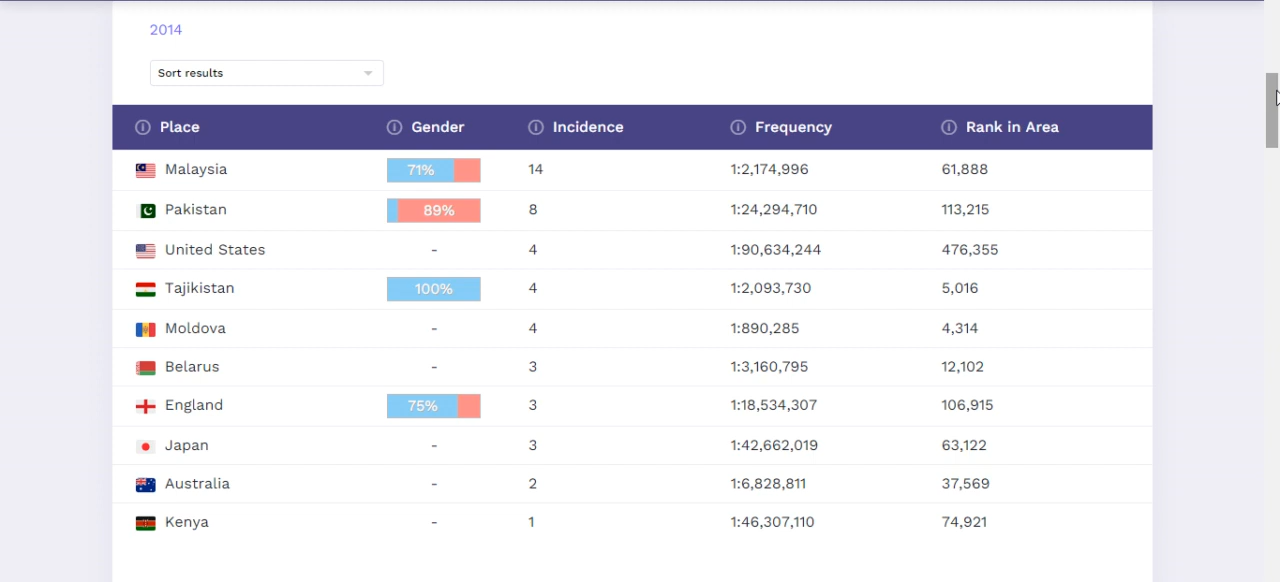 2014
Sort results
Place Gender Incidence Frequency Rank in Area
Malaysia 71% 14 1:2,174,996 61,888
Pakistan 89% 8 1:24,294,710 113,215
United States - 4 1:90,634,244 476,355
Tajikistan 100% 4 1:2,093,730 5,016
Moldova - 4 1:890,285 4,314
Belarus - 3 1:3,160,795 12,102
England 75% 3 1:18,534,307 106,915
Japan - 3 1:42,662,019 63,122
Australia - 2 1:6,828,811 37,569
Kenya - 1 1:46,307,110 74,921